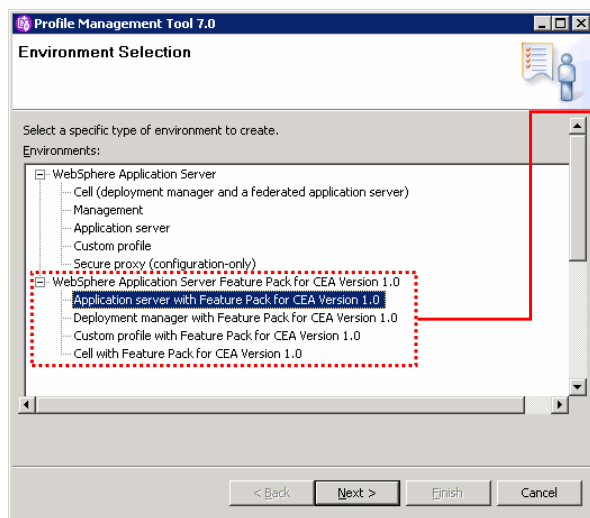 Profile Management Tool 7.0
Environment Selection
Select a specific type of environment to create.
Environments:
WebSphere Application Server
Cell (deployment manager and a federated application server)
Management
Application server
Custom profile
Secure proxy (configuration-only)
WebSphere Application Server Feature Pack for CEA Version 1.0
Application server with Feature Pack for CEA Version 1.0
Deployment manager with Feature Pack for CEA Version 1.0
Custom profile with Feature Pack for CEA Version 1.0
Cell with Feature Pack for CEA Version 1.0
< Back Next > Finish Cancel